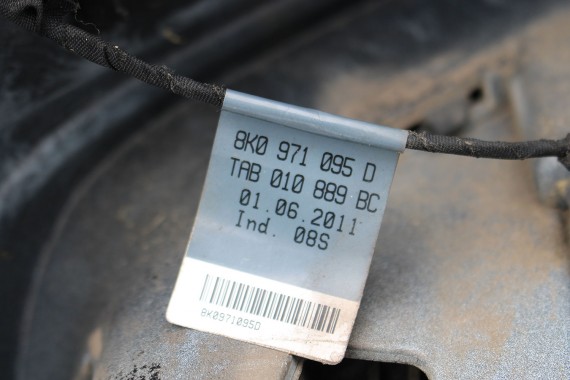 8K0 971 095 D
TAB 010 889 BC
01.06.2011
Ind. 08S
8K0971095D